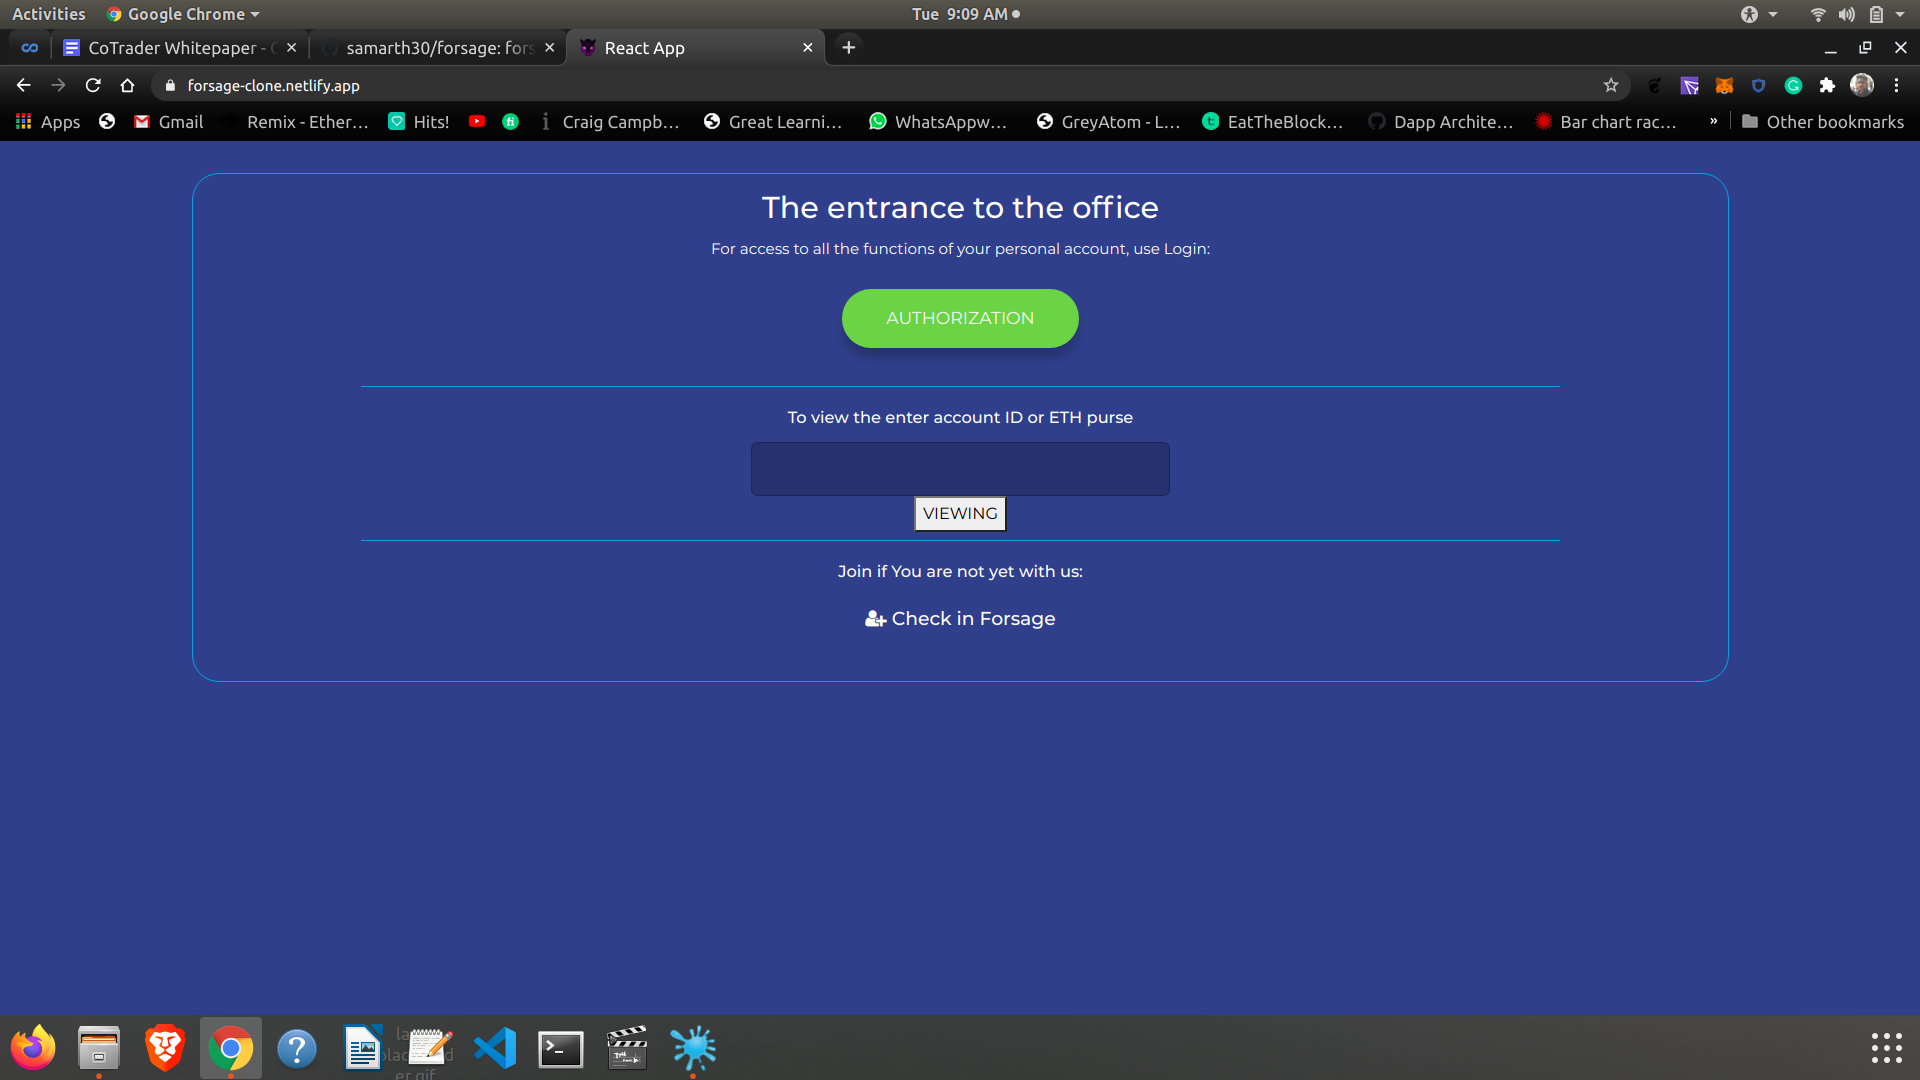 Activities Google Chrome Tue 9:09 AM
CoTrader Whitepaper - samarth30/forsage: fors React App
forsage-clone.netlify.app
Apps Gmail Remix - Ether... Hits! Craig Campb... Great Learni... WhatsAppw... GreyAtom - L... EatTheBlock... Dapp Archite... Bar chart rac... » Other bookmarks
The entrance to the office
For access to all the functions of your personal account, use Login:
AUTHORIZATION
To view the enter account ID or ETH purse
VIEWING
Join if You are not yet with us:
Check in Forsage